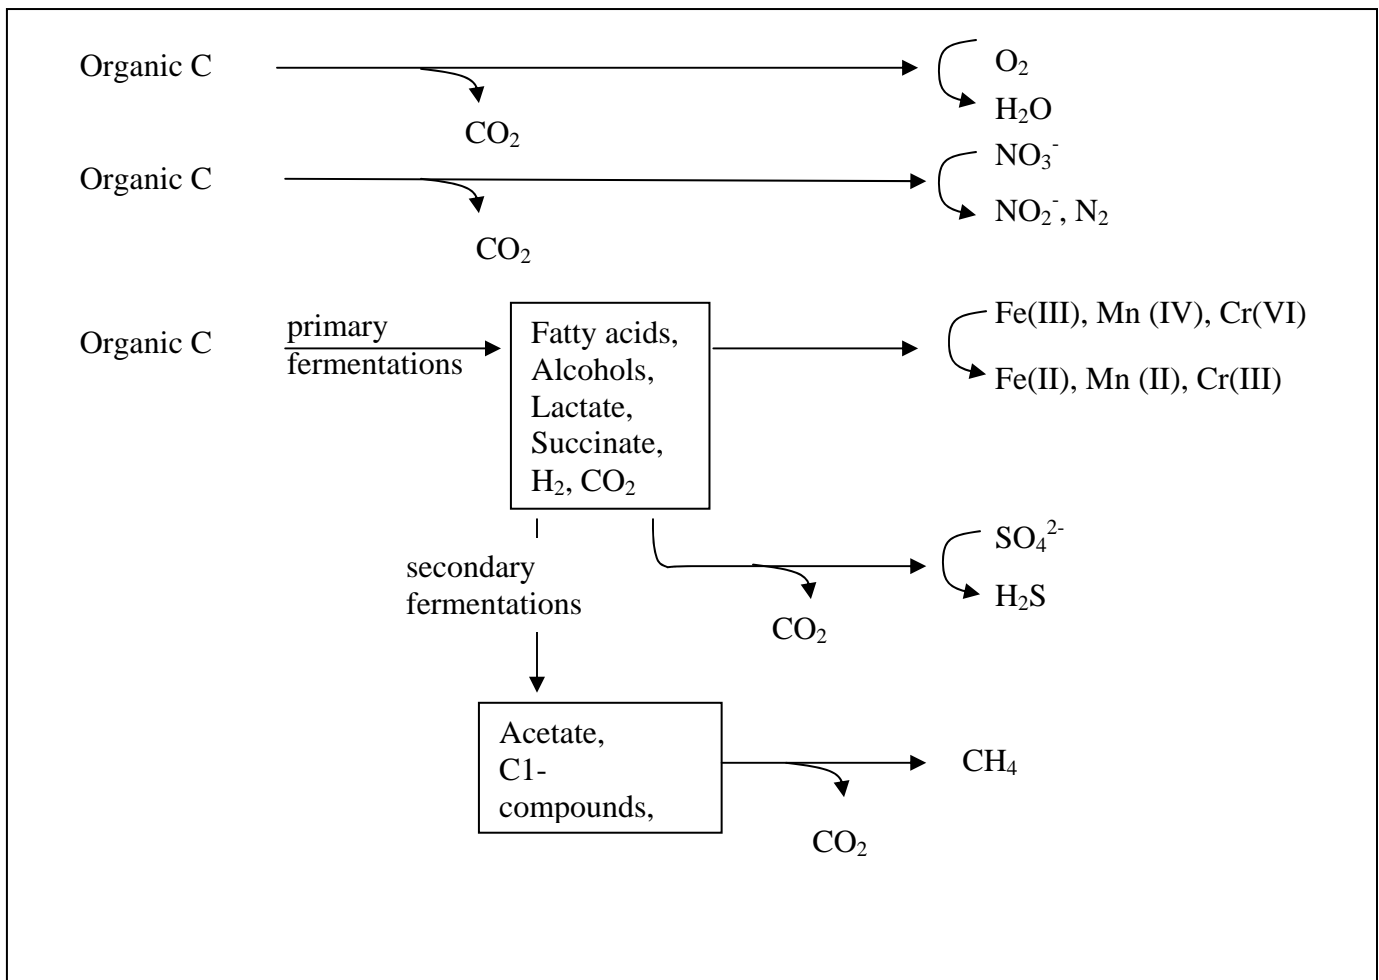 Organic C
O₂
H₂O
CO₂
Organic C
NO₃⁻
NO₂⁻, N₂
CO₂
Organic C
primary
fermentations
Fatty acids,
Alcohols,
Lactate,
Succinate,
H₂, CO₂
Fe(III), Mn (IV), Cr(VI)
Fe(II), Mn (II), Cr(III)
secondary
fermentations
SO₄²⁻
H₂S
CO₂
Acetate,
C1-
compounds,
CH₄
CO₂